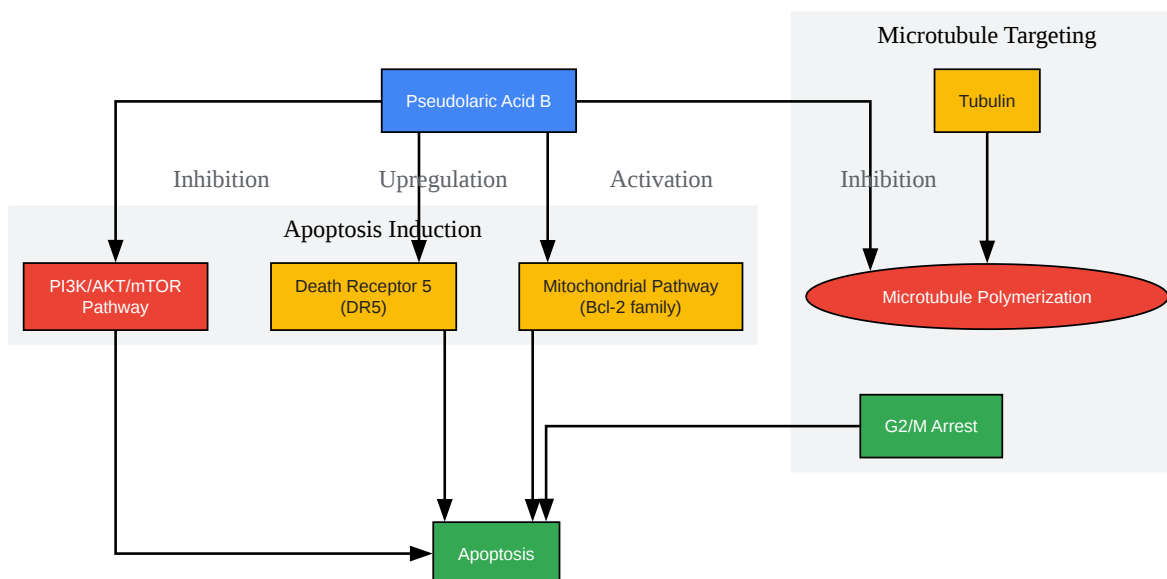 Microtubule Targeting
Pseudolaric Acid B
Tubulin
Inhibition
Upregulation
Activation
Inhibition
Apoptosis Induction
PI3K/AKT/mTOR
Pathway
Death Receptor 5
(DR5)
Mitochondrial Pathway
(Bcl-2 family)
Microtubule Polymerization
G2/M Arrest
Apoptosis